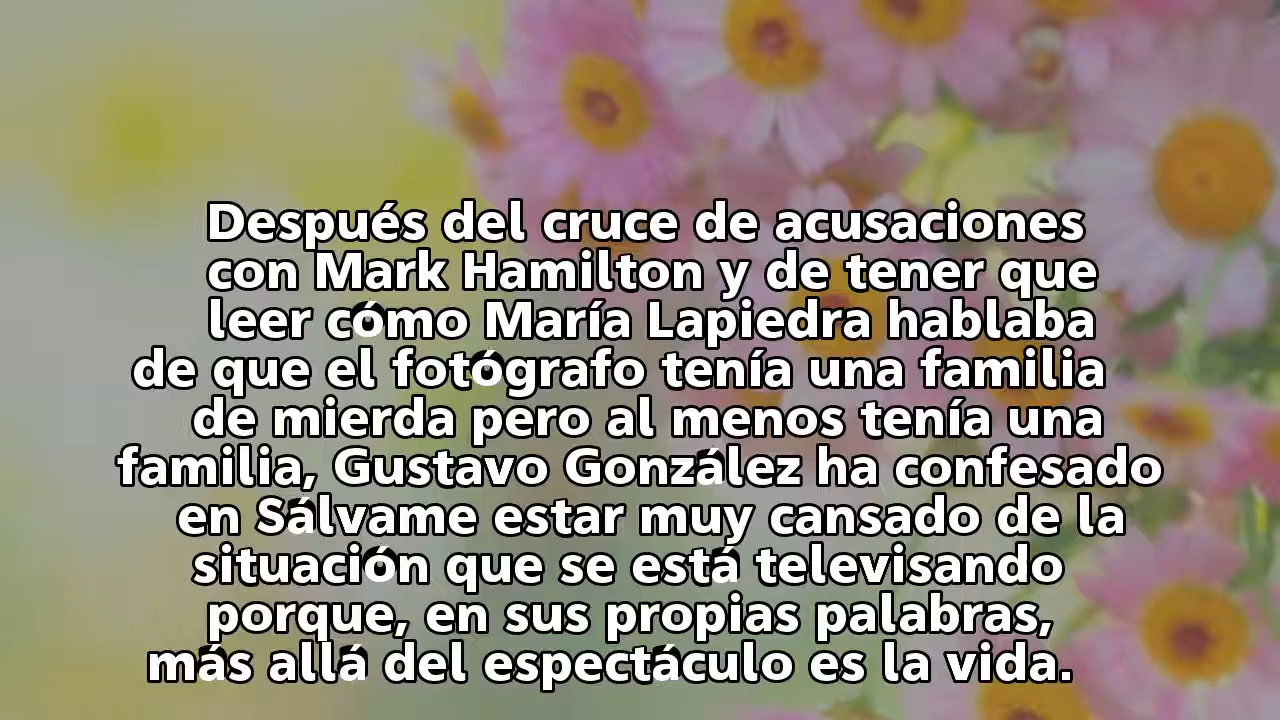 Después del cruce de acusaciones
con Mark Hamilton y de tener que
leer cómo María Lapiedra hablaba
de que el fotógrafo tenía una familia
de mierda pero al menos tenía una
familia, Gustavo González ha confesado
en Sálvame estar muy cansado de la
situación que se está televisando
porque, en sus propias palabras,
más allá del espectáculo es la vida.